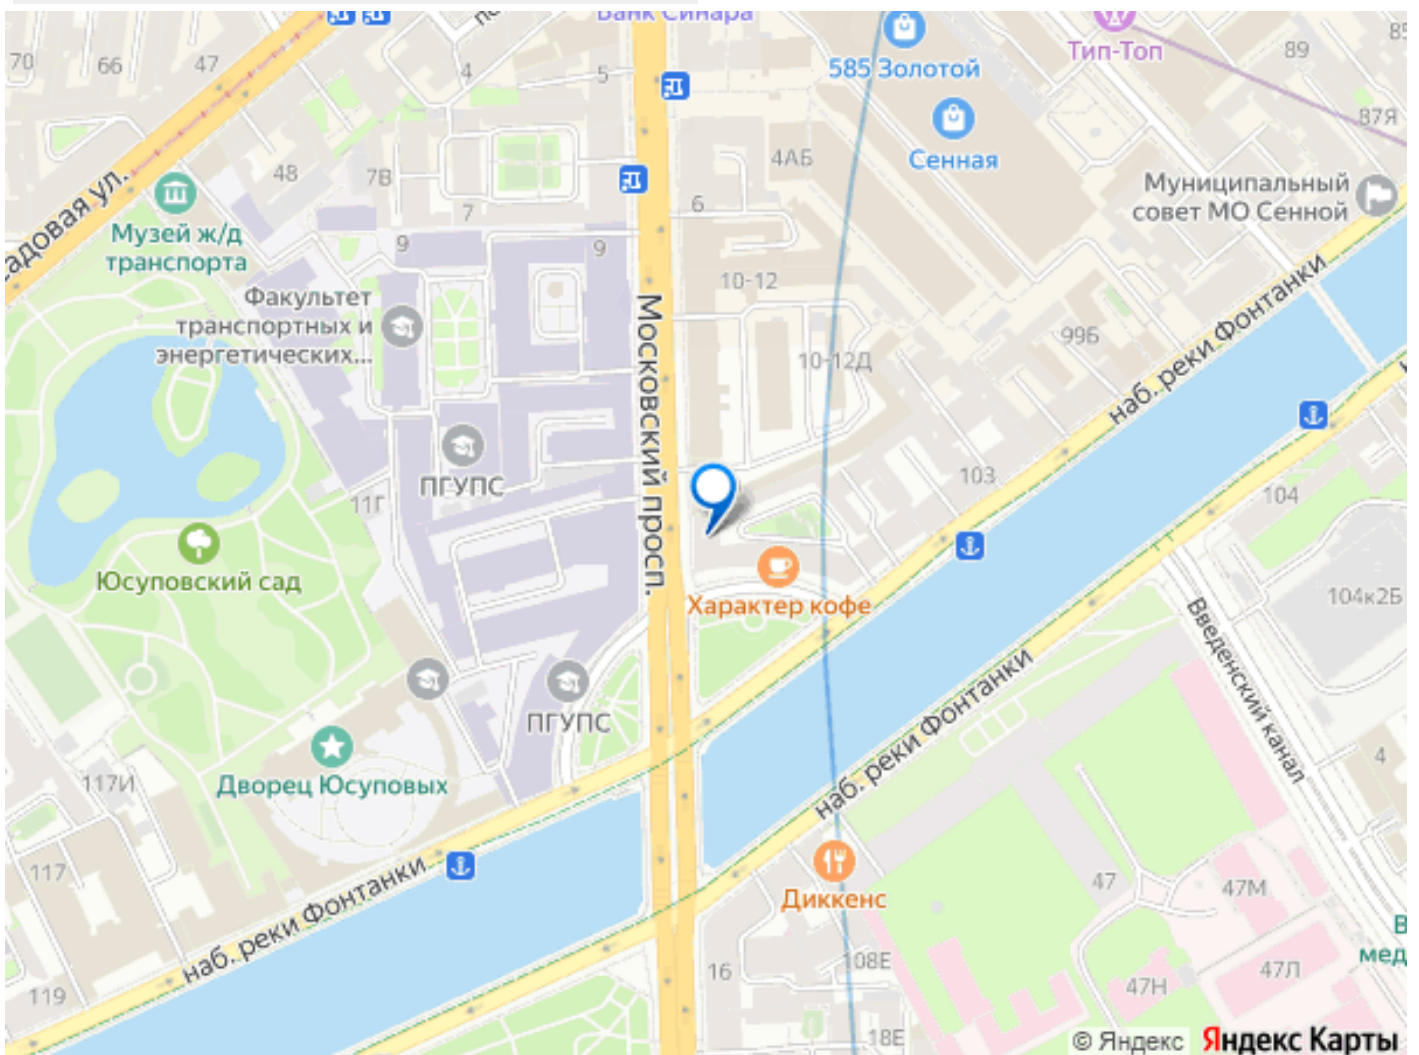 Банк Синара
70
66
47
4
5
585 Золотой
Тип-Топ
89
87Я
Сенная
4АБ
48
7В
7
6
Муниципальный
совет МО Сенной
Садовая ул.
Музей ж/д
транспорта
9
9
10-12
Факультет
транспортных и
энергетических...
Московский просп.
10-12Д
99Б
наб. реки Фонтанки
ПГУПС
11Г
103
104
Юсуповский сад
Характер кофе
104к2Б
Введенский канал
наб. реки Фонтанки
ПГУПС
Дворец Юсуповых
117И
4
117
наб. реки Фонтанки
Диккенс
47
47М
16
108Е
47Н
47Л
119
18Е
мед
© Яндекс Яндекс Карты